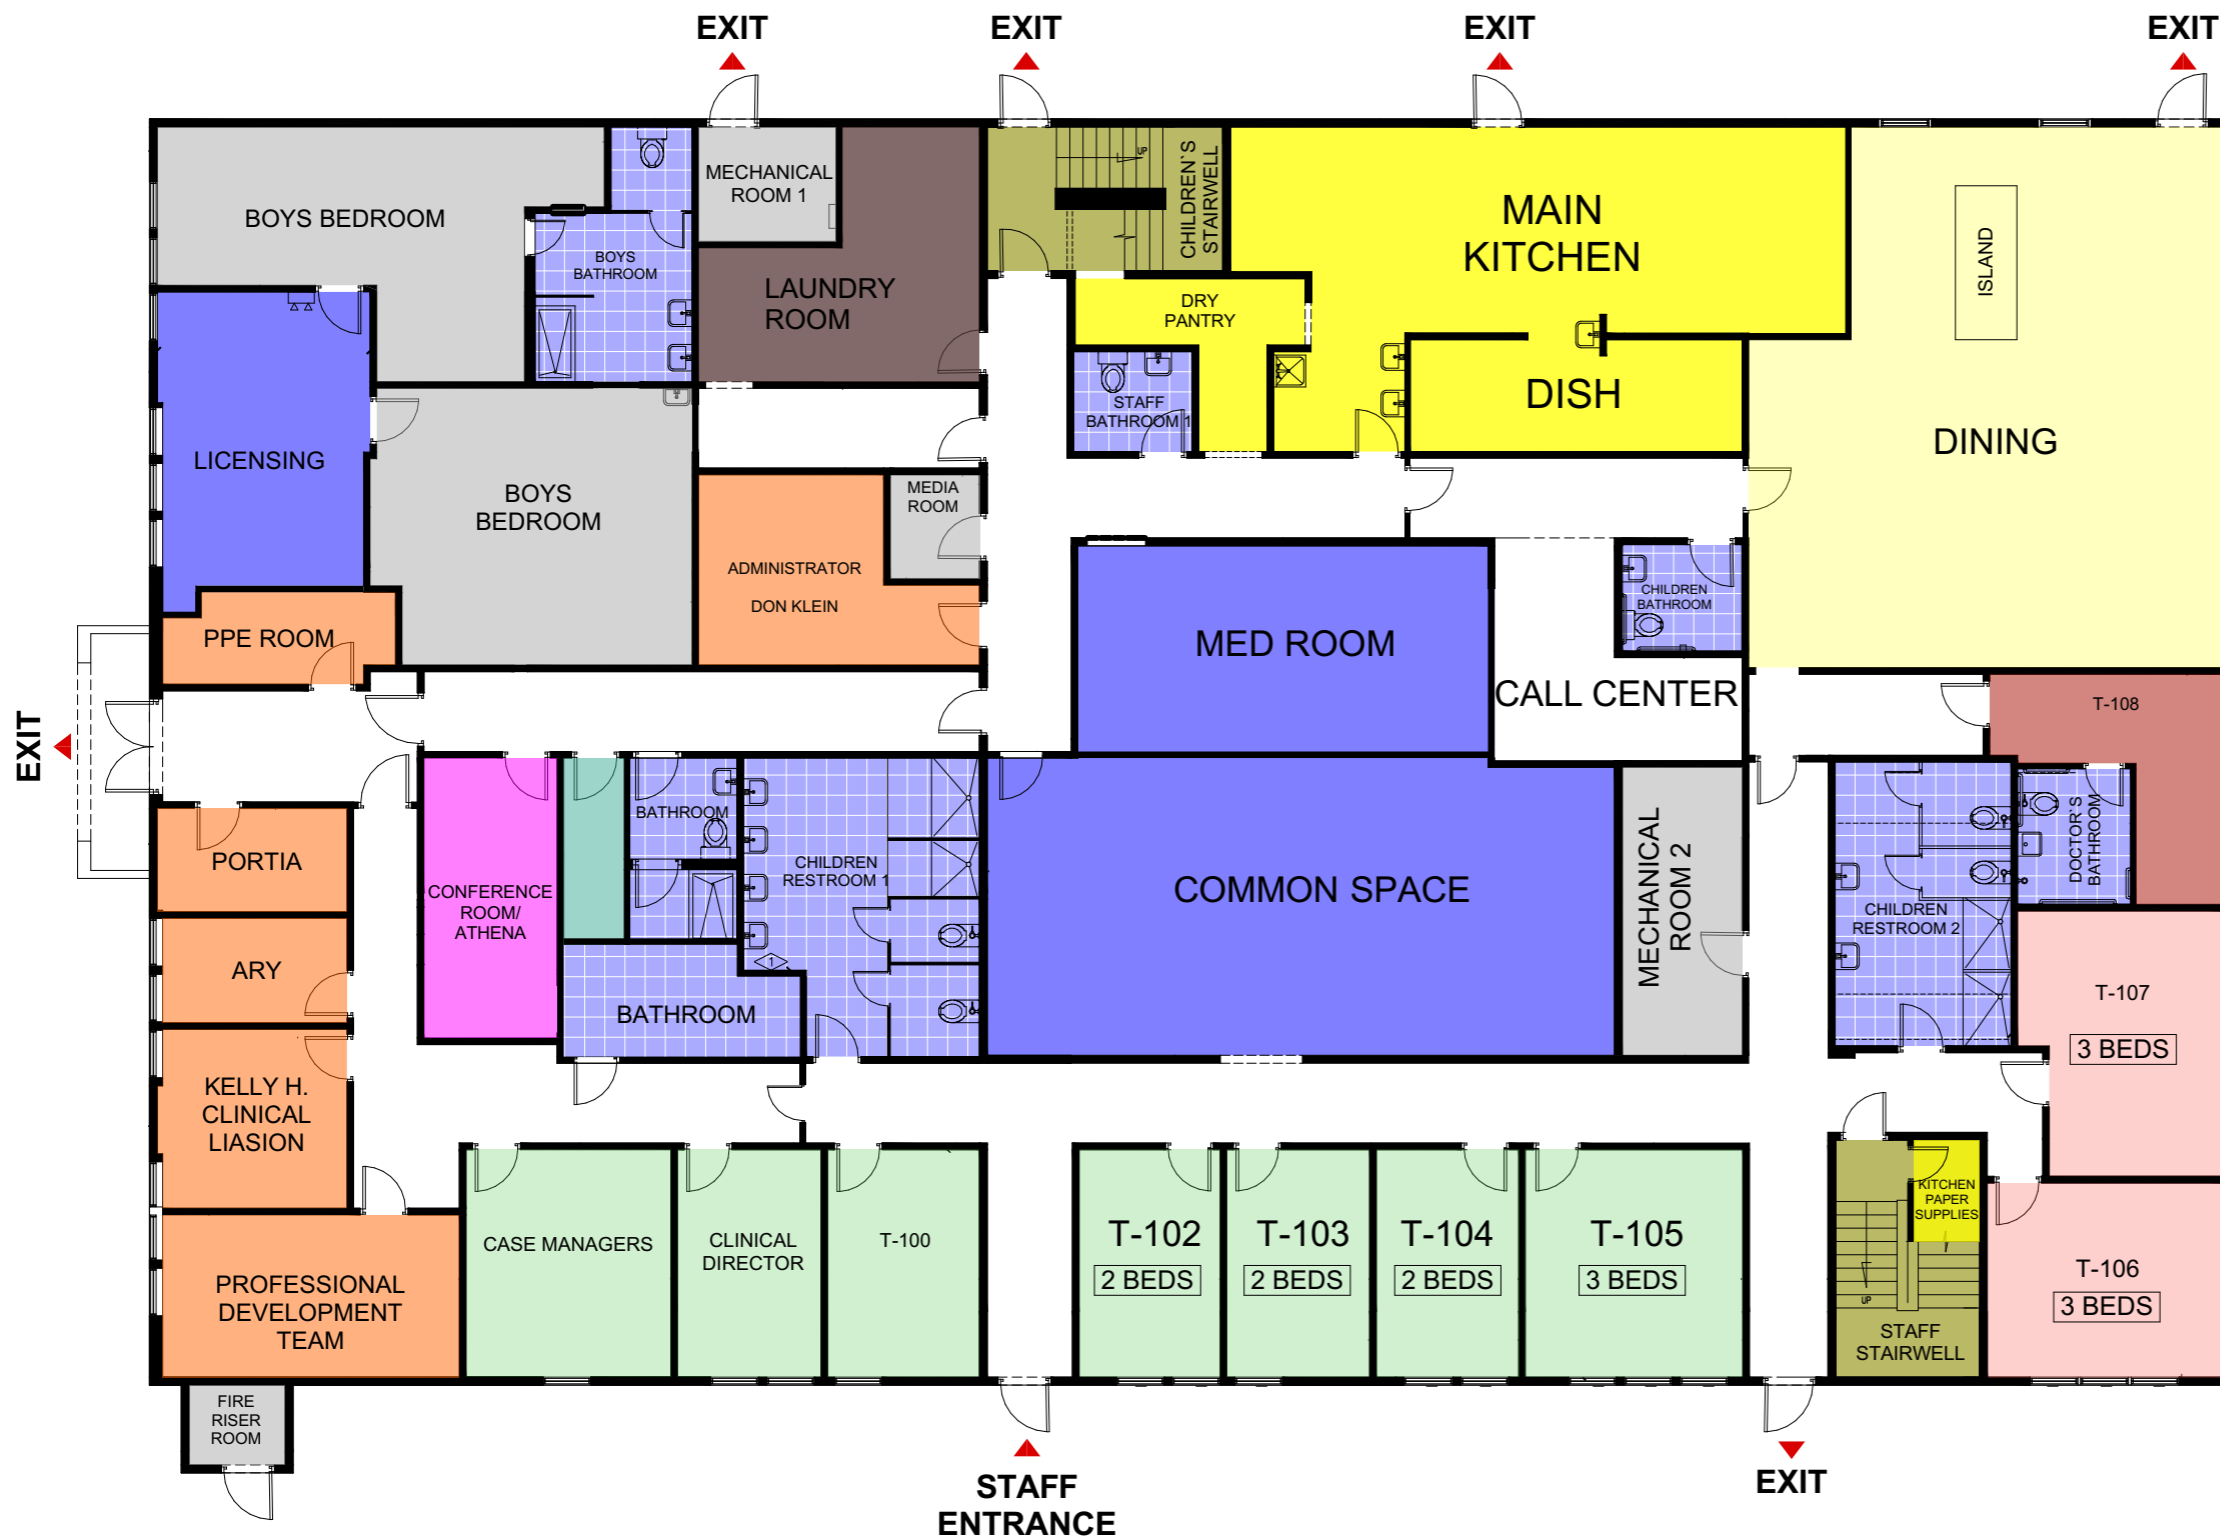 EXIT
EXIT
EXIT
EXIT
BOYS BEDROOM
MECHANICAL
ROOM 1
UP
CHILDREN`S
STAIRWELL
MAIN
KITCHEN
ISLAND
BOYS
BATHROOM
LAUNDRY
ROOM
DRY
PANTRY
STAFF
BATHROOM 1
DISH
DINING
LICENSING
BOYS
BEDROOM
MEDIA
ROOM
ADMINISTRATOR
DON KLEIN
CHILDREN
BATHROOM
PPE ROOM
MED ROOM
CALL CENTER
T-108
EXIT
PORTIA
CONFERENCE
ROOM/
ATHENA
BATHROOM
CHILDREN
RESTROOM 1
1
COMMON SPACE
MECHANICAL
ROOM 2
DOCTOR`S
BATHROOM
CHILDREN
RESTROOM 2
ARY
BATHROOM
T-107
3 BEDS
KELLY H.
CLINICAL
LIASION
KITCHEN
PAPER
SUPPLIES
CASE MANAGERS
CLINICAL
DIRECTOR
T-100
T-102
2 BEDS
T-103
2 BEDS
T-104
2 BEDS
T-105
3 BEDS
UP
STAFF
STAIRWELL
T-106
3 BEDS
PROFESSIONAL
DEVELOPMENT
TEAM
FIRE
RISER
ROOM
STAFF
ENTRANCE
EXIT